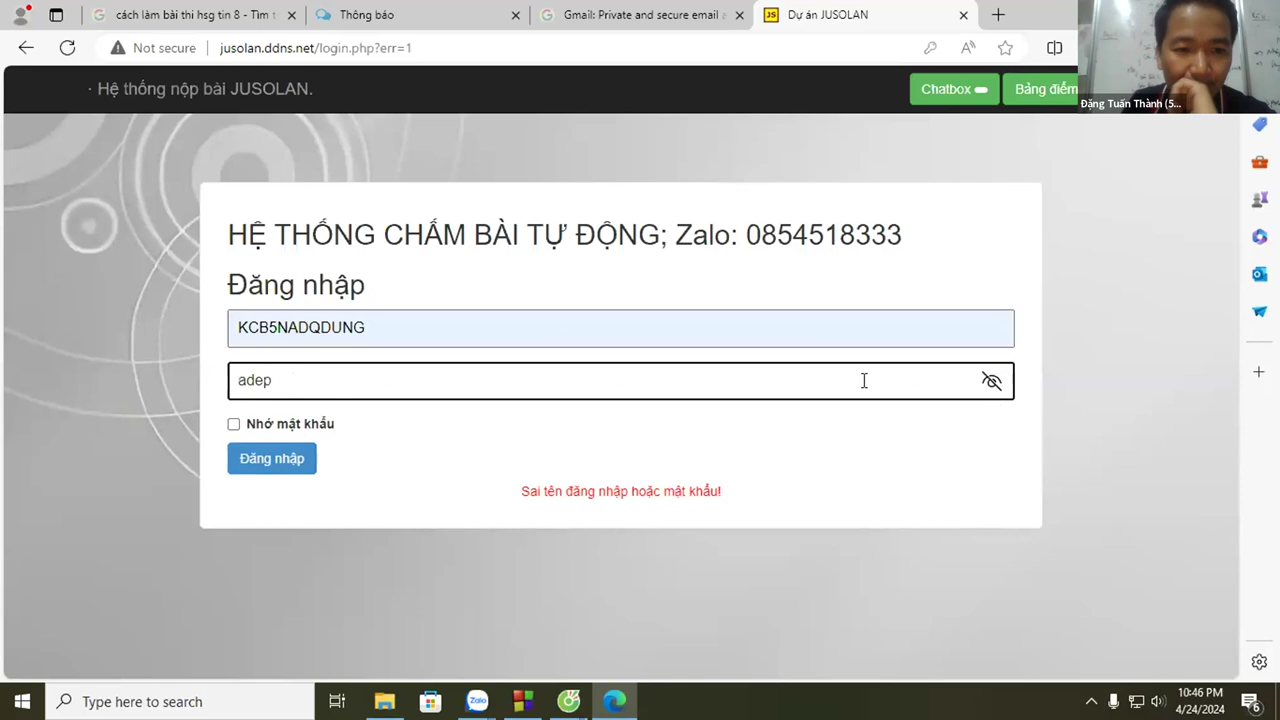 cách làm bài thi hsg tin 8 - Tìm t
Thông báo
Gmail: Private and secure email a
JS Dự án JUSOLAN
Not secure
jusolan.ddns.net/login.php?err=1
· Hệ thống nộp bài JUSOLAN.
Chatbox
Bảng điểm
Đặng Tuấn Thành (5...
HỆ THỐNG CHẤM BÀI TỰ ĐỘNG; Zalo: 0854518333
Đăng nhập
KCB5NADQDUNG
adep
Nhớ mật khẩu
Đăng nhập
Sai tên đăng nhập hoặc mật khẩu!
Type here to search
Zalo
10:46 PM
4/24/2024
6